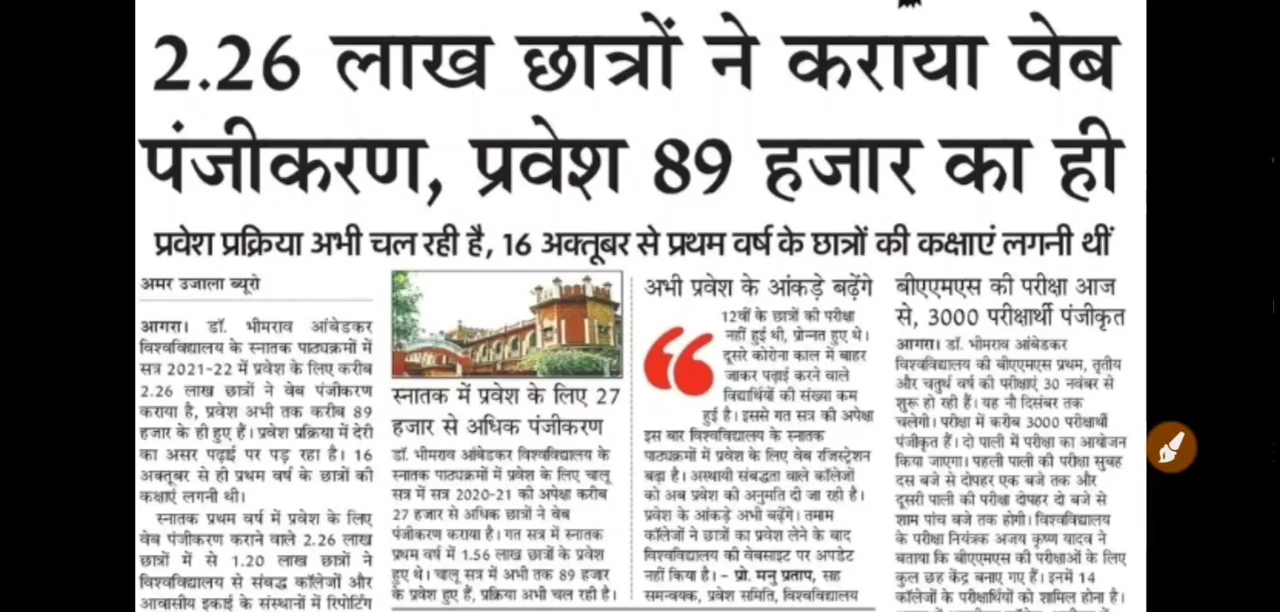 2.26 लाख छात्रों ने कराया वेब
पंजीकरण, प्रवेश 89 हजार का ही
प्रवेश प्रक्रिया अभी चल रही है, 16 अक्तूबर से प्रथम वर्ष के छात्रों की कक्षाएं लगनी थीं
अमर उजाला ब्यूरो
आगरा। डॉ. भीमराव आंबेडकर
विश्वविद्यालय के स्नातक पाठ्यक्रमों में
सत्र 2021-22 में प्रवेश के लिए करीब
2.26 लाख छात्रों ने वेब पंजीकरण
कराया है, प्रवेश अभी तक करीब 89
हजार के ही हुए हैं। प्रवेश प्रक्रिया में देरी
का असर पढ़ाई पर पड़ रहा है। 16
अक्तूबर से ही प्रथम वर्ष के छात्रों की
कक्षाएं लगनी थी।
स्नातक प्रथम वर्ष में प्रवेश के लिए
वेब पंजीकरण कराने वाले 2.26 लाख
छात्रों में से 1.20 लाख छात्रों ने
विश्वविद्यालय से संबद्ध कॉलेजों और
आवासीय इकाई के संस्थानों में रिपोर्टिंग
स्नातक में प्रवेश के लिए 27
हजार से अधिक पंजीकरण
डॉ. भीमराव आंबेडकर विश्वविद्यालय के
स्नातक पाठ्यक्रमों में प्रवेश के लिए चालू
सत्र में सत्र 2020-21 की अपेक्षा करीब
27 हजार से अधिक छात्रों ने वेब
पंजीकरण कराया है। गत सत्र में स्नातक
प्रथम वर्ष में 1.56 लाख छात्रों के प्रवेश
हुए थे। चालू सत्र में अभी तक 89 हजार
के प्रवेश हुए हैं, प्रक्रिया अभी चल रही है।
अभी प्रवेश के आंकड़े बढ़ेंगे
12वीं के छात्रों की परीक्षा
नहीं हुई थी, प्रोन्नत हुए थे।
दूसरे कोरोना काल में बाहर
जाकर पढ़ाई करने वाले
विद्यार्थियों की संख्या कम
हुई है। इससे गत सत्र की अपेक्षा
इस बार विश्वविद्यालय के स्नातक
पाठ्यक्रमों में प्रवेश के लिए वेब रजिस्ट्रेशन
बढ़ा है। अस्थायी संबद्धता वाले कॉलेजों
को अब प्रवेश की अनुमति दी जा रही है।
प्रवेश के आंकड़े अभी बढ़ेंगे। तमाम
कॉलेजों ने छात्रों का प्रवेश लेने के बाद
विश्वविद्यालय की वेबसाइट पर अपडेट
नहीं किया है। - प्रो. मनु प्रताप, सह
समन्वयक, प्रवेश समिति, विश्वविद्यालय
बीएएमएस की परीक्षा आज
से, 3000 परीक्षार्थी पंजीकृत
आगरा। डॉ. भीमराव आंबेडकर
विश्वविद्यालय की बीएएमएस प्रथम, तृतीय
और चतुर्थ वर्ष की परीक्षाएं 30 नवंबर से
शुरू हो रही हैं। यह नौ दिसंबर तक
चलेगी। परीक्षा में करीब 3000 परीक्षार्थी
पंजीकृत हैं। दो पाली में परीक्षा का आयोजन
किया जाएगा। पहली पाली की परीक्षा सुबह
दस बजे से दोपहर एक बजे तक और
दूसरी पाली की परीक्षा दोपहर दो बजे से
शाम पांच बजे तक होगी। विश्वविद्यालय
के परीक्षा नियंत्रक अजय कृष्ण यादव ने
बताया कि बीएएमएस की परीक्षाओं के लिए
कुल छह केंद्र बनाए गए हैं। इनमें 14
कॉलेजों के परीक्षार्थियों को शामिल होना है।